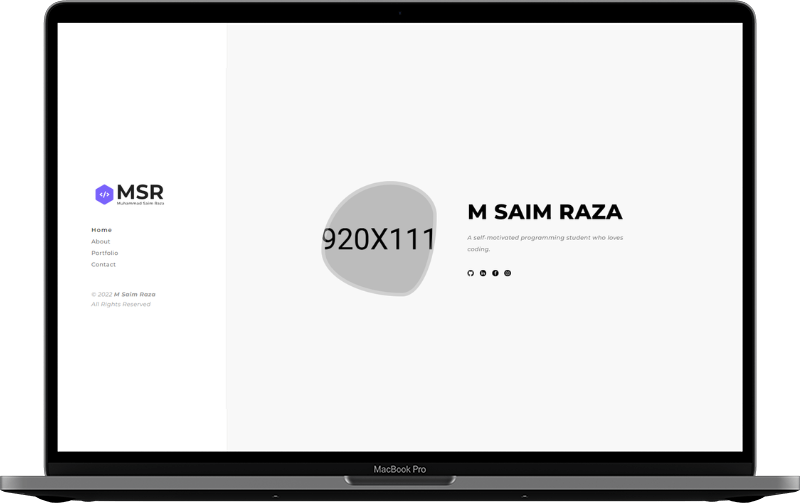 MSR
Muhammad Saim Raza
Home
About
Portfolio
Contact
© 2022 M Saim Raza
All Rights Reserved
920X111
M SAIM RAZA
A self-motivated programming student who loves
coding.
MacBook Pro